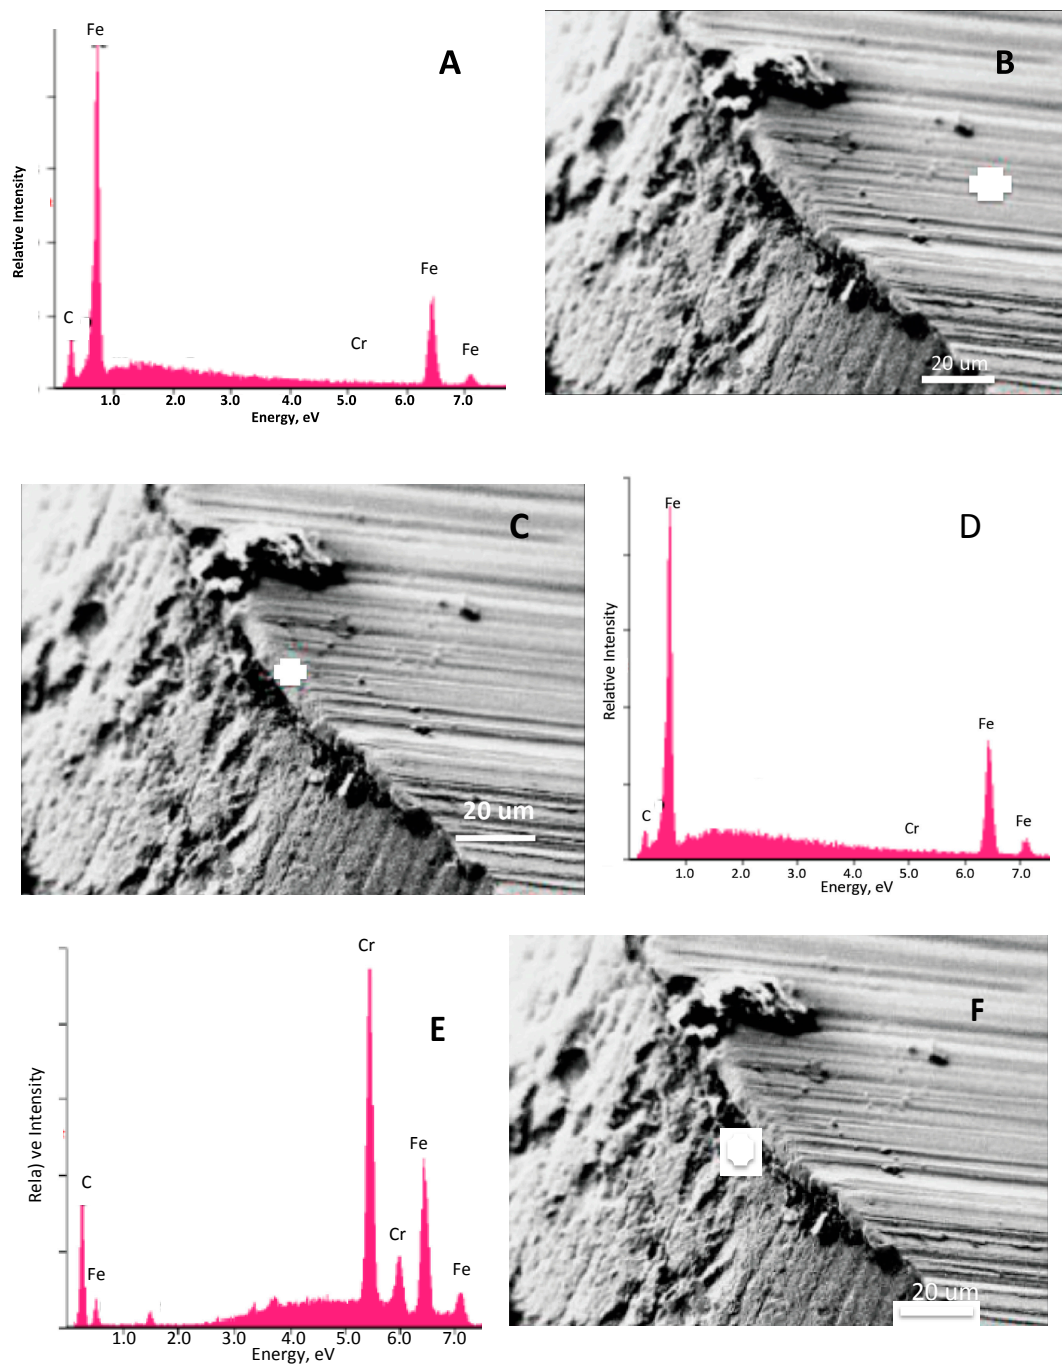 Fe
A
Relative Intensity
Fe
C
Cr
Fe
1.0 2.0 3.0 4.0 5.0 6.0 7.0
Energy, eV
B
20 um
C
20 um
Fe
D
Relative Intensity
Fe
C
Cr
Fe
1.0 2.0 3.0 4.0 5.0 6.0 7.0
Energy, eV
Cr
E
Rela) ve Intensity
Fe
C
Cr
Fe
Fe
1.0 2.0 3.0 4.0 5.0 6.0 7.0
Energy, eV
F
20 um